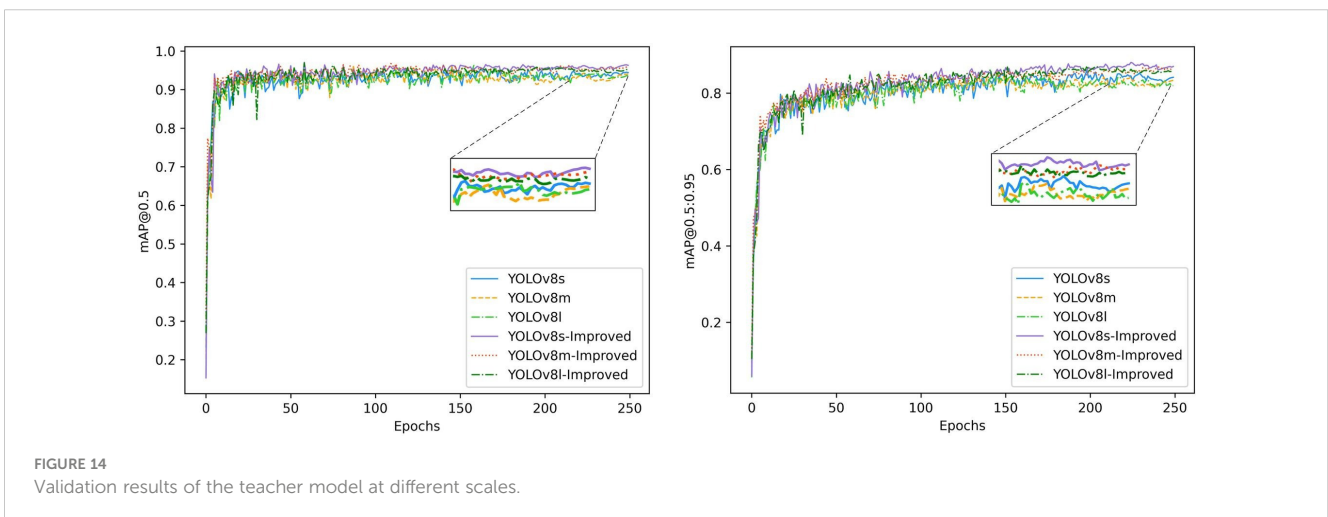 1.0
0.9
0.8
0.7
0.6
0.5
0.4
0.3
0.2
mAP@0.5
0 50 100 150 200 250
Epochs
YOLOv8s
YOLOv8m
YOLOv8l
YOLOv8s-Improved
YOLOv8m-Improved
YOLOv8l-Improved
0.8
0.6
0.4
0.2
mAP@0.5:0.95
0 50 100 150 200 250
Epochs
YOLOv8s
YOLOv8m
YOLOv8l
YOLOv8s-Improved
YOLOv8m-Improved
YOLOv8l-Improved
FIGURE 14
Validation results of the teacher model at different scales.